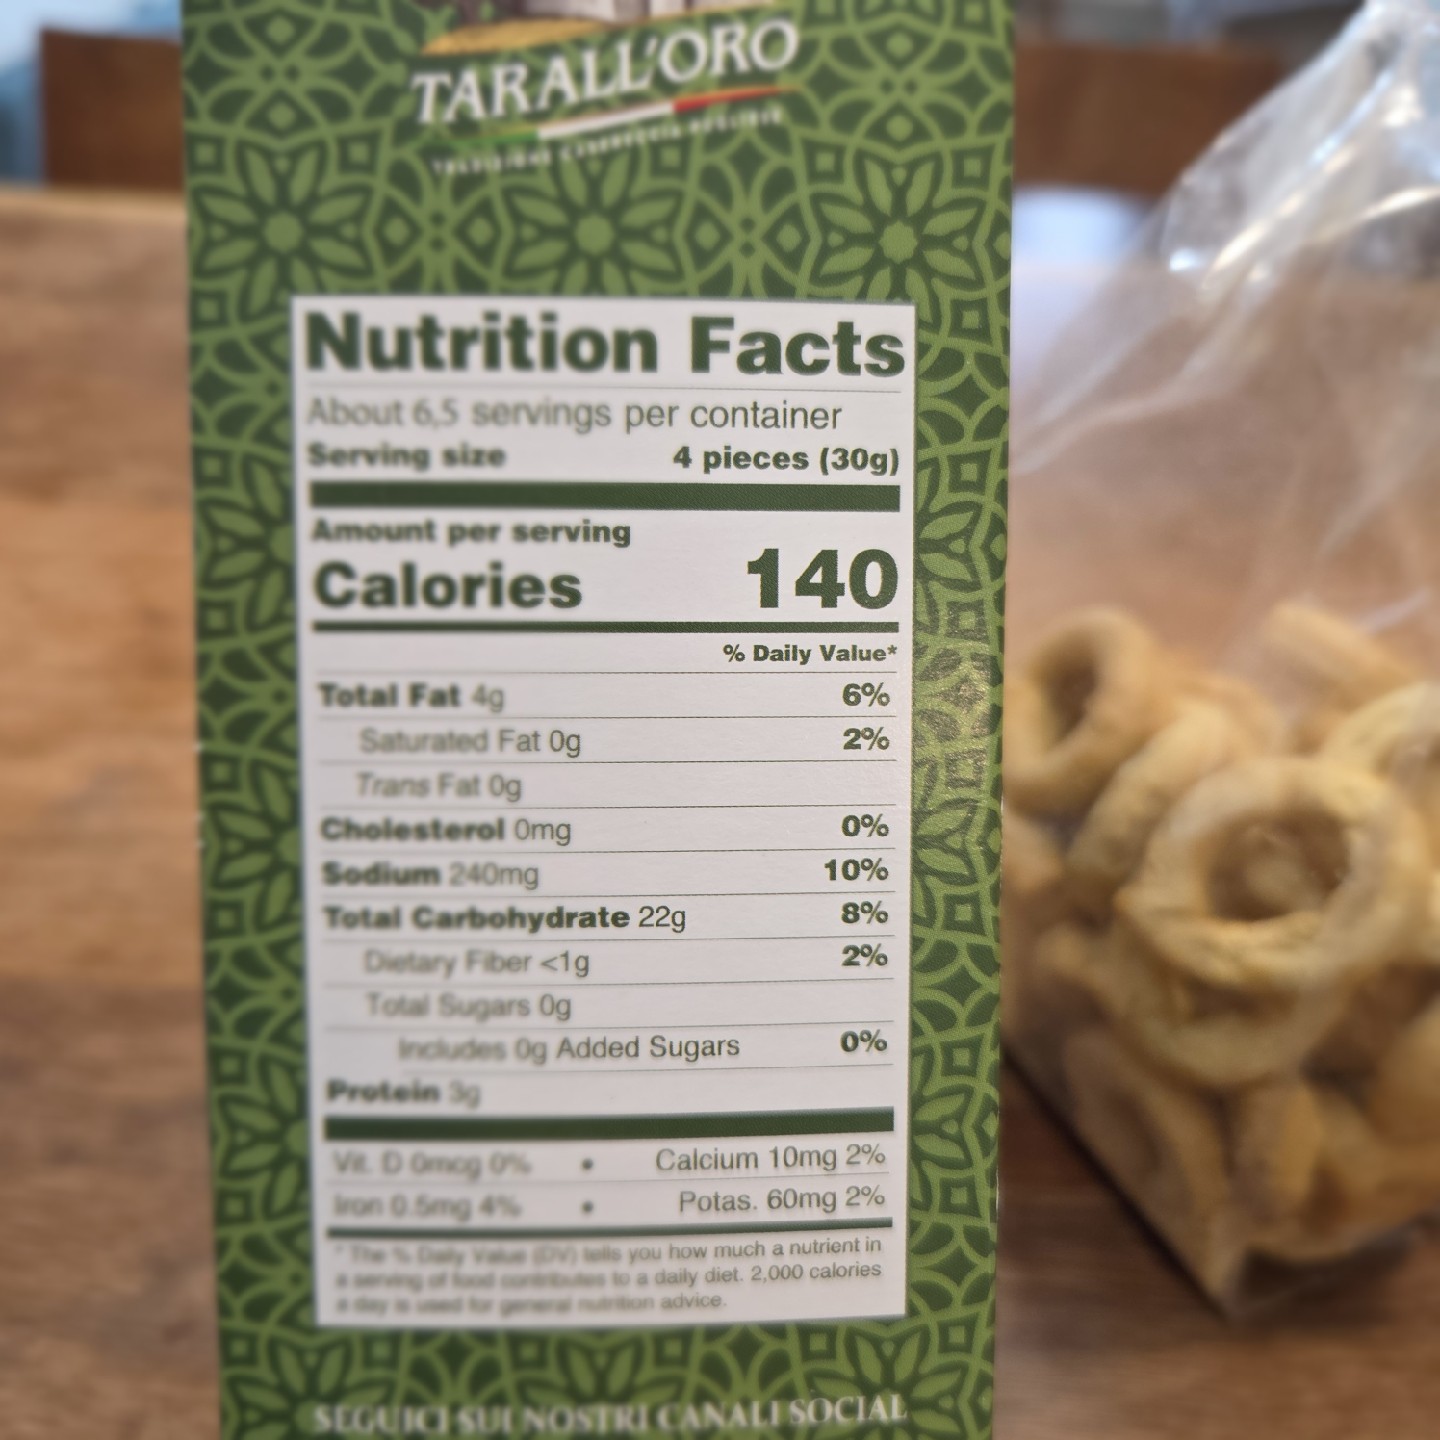 TARALL'ORO
Nutrition Facts
About 6,5 servings per container
Serving size 4 pieces (30g)
Amount per serving
Calories 140
% Daily Value*
Total Fat 4g 6%
Saturated Fat 0g 2%
Trans Fat 0g
Cholesterol 0mg 0%
Sodium 240mg 10%
Total Carbohydrate 22g 8%
Dietary Fiber <1g 2%
Total Sugars 0g
Includes 0g Added Sugars 0%
Protein 3g
Vit. D 0mcg 0% • Calcium 10mg 2%
Iron 0.5mg 4% • Potas. 60mg 2%
* The % Daily Value (DV) tells you how much a nutrient in
a serving of food contributes to a daily diet. 2,000 calories
a day is used for general nutrition advice.
SEGUICI SUI NOSTRI CANALI SOCIAL